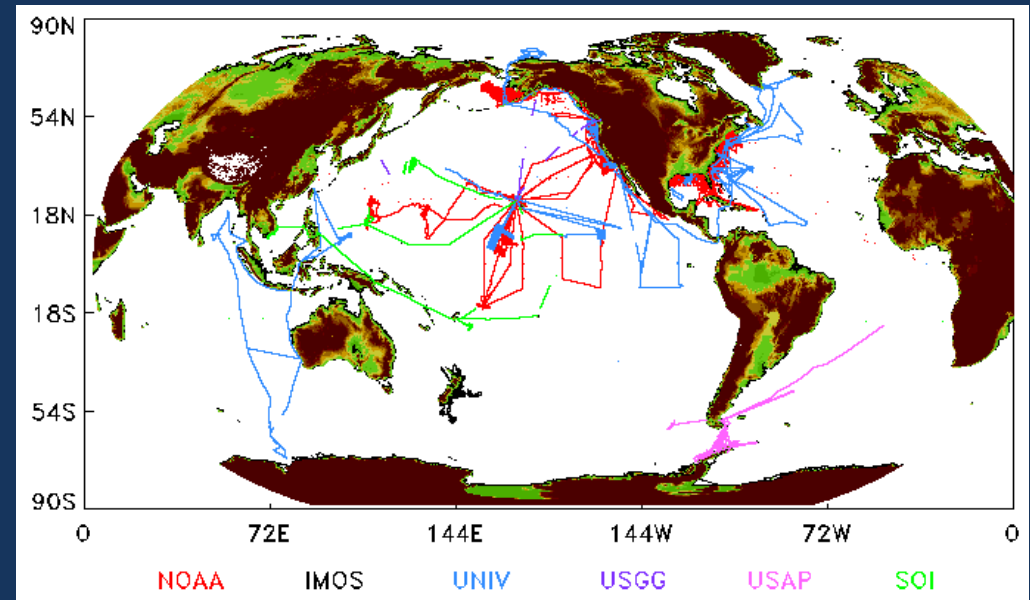 90N
54N
18N
18S
54S
90S
0 72E 144E 144W 72W 0
NOAA IMOS UNIV USGG USAP SOI